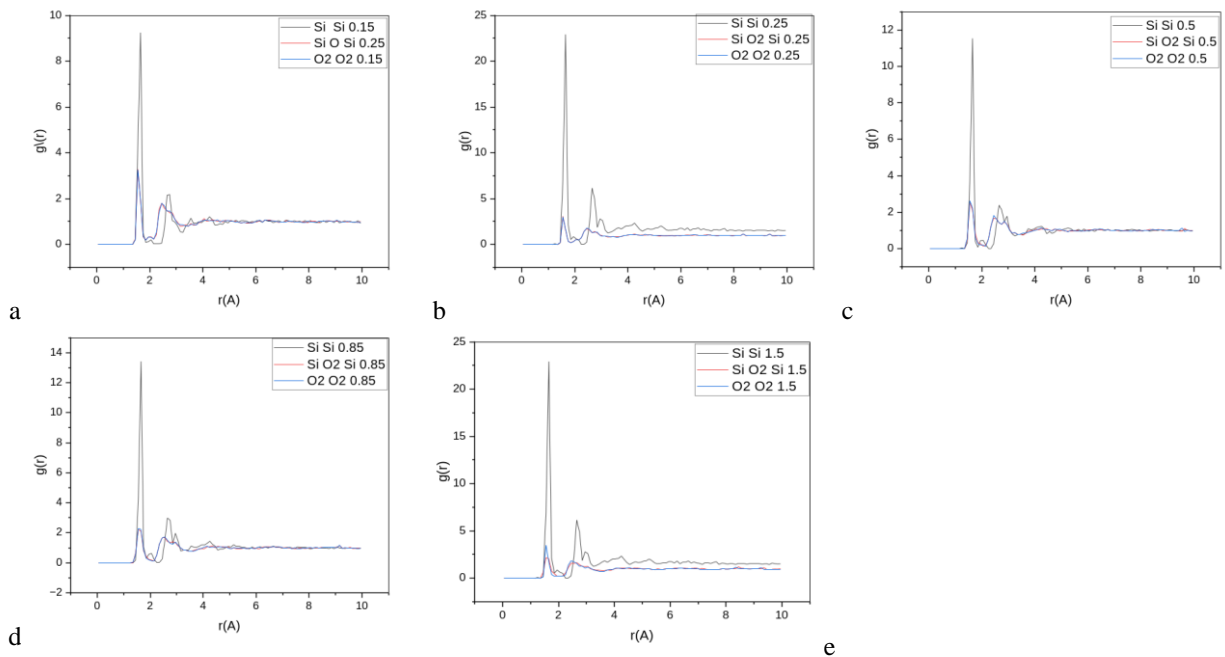 10
8
6
4
2
0
g\(r)
0 2 4 6 8 10
r(A)
Si  Si 0.15
Si O Si 0.25
O2 O2 0.15
a
25
20
15
10
5
0
g(r)
0 2 4 6 8 10
r(A)
Si Si 0.25
Si O2 Si 0.25
O2 O2 0.25
b
12
10
8
6
4
2
0
g(r)
0 2 4 6 8 10
r(A)
Si Si 0.5
Si O2 Si 0.5
O2 O2 0.5
c
14
12
10
8
6
4
2
0
−2
g(r)
0 2 4 6 8 10
r(A)
Si Si 0.85
Si O2 Si 0.85
O2 O2 0.85
d
25
20
15
10
5
0
g(r)
0 2 4 6 8 10
r(A)
Si Si 1.5
Si O2 Si 1.5
O2 O2 1.5
e